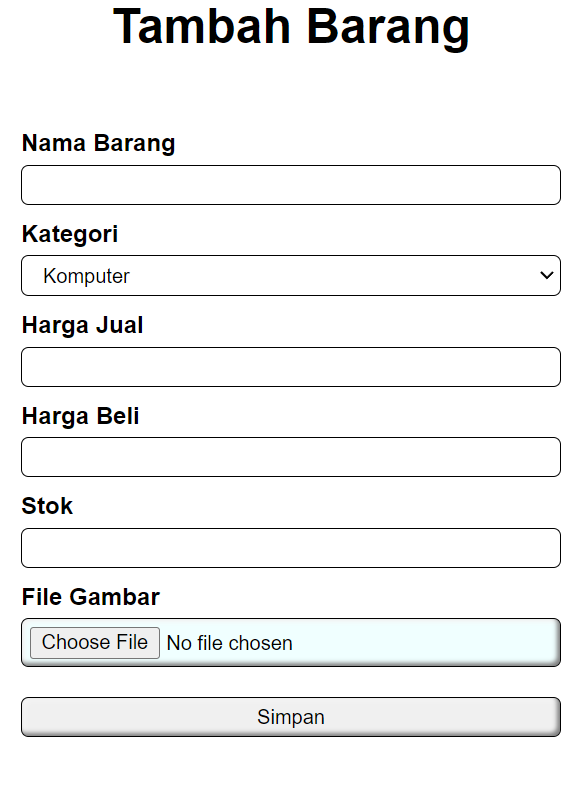 Tambah Barang
Nama Barang
Kategori
Komputer
Harga Jual
Harga Beli
Stok
File Gambar
Choose File No file chosen
Simpan